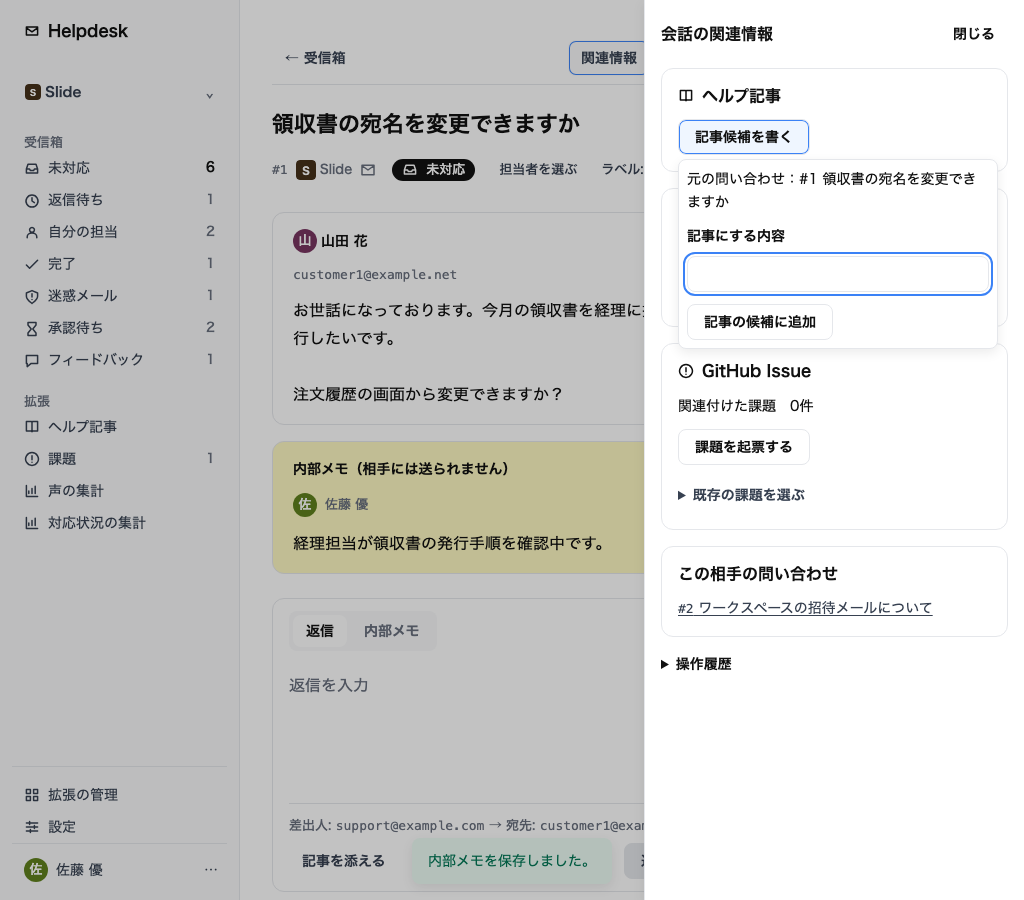 Helpdesk
S Slide
受信箱
未対応 6
返信待ち 1
自分の担当 2
完了 1
迷惑メール 1
承認待ち 2
フィードバック 1
拡張
ヘルプ記事
課題 1
声の集計
対応状況の集計
拡張の管理
設定
佐 佐藤 優 ...
← 受信箱
関連情報
領収書の宛名を変更できますか
#1 S Slide 未対応 担当者を選ぶ ラベル:
山 山田 花
customer1@example.net
お世話になっております。今月の領収書を経理に
行したいです。
注文履歴の画面から変更できますか？
内部メモ（相手には送られません）
佐 佐藤 優
経理担当が領収書の発行手順を確認中です。
返信 内部メモ
返信を入力
差出人: support@example.com → 宛先: customer1@exa
記事を添える
内部メモを保存しました。
会話の関連情報 閉じる
ヘルプ記事
記事候補を書く
元の問い合わせ：#1 領収書の宛名を変更でき
ますか
記事にする内容
記事の候補に追加
GitHub Issue
関連付けた課題 0件
課題を起票する
▶ 既存の課題を選ぶ
この相手の問い合わせ
#2 ワークスペースの招待メールについて
▶ 操作履歴